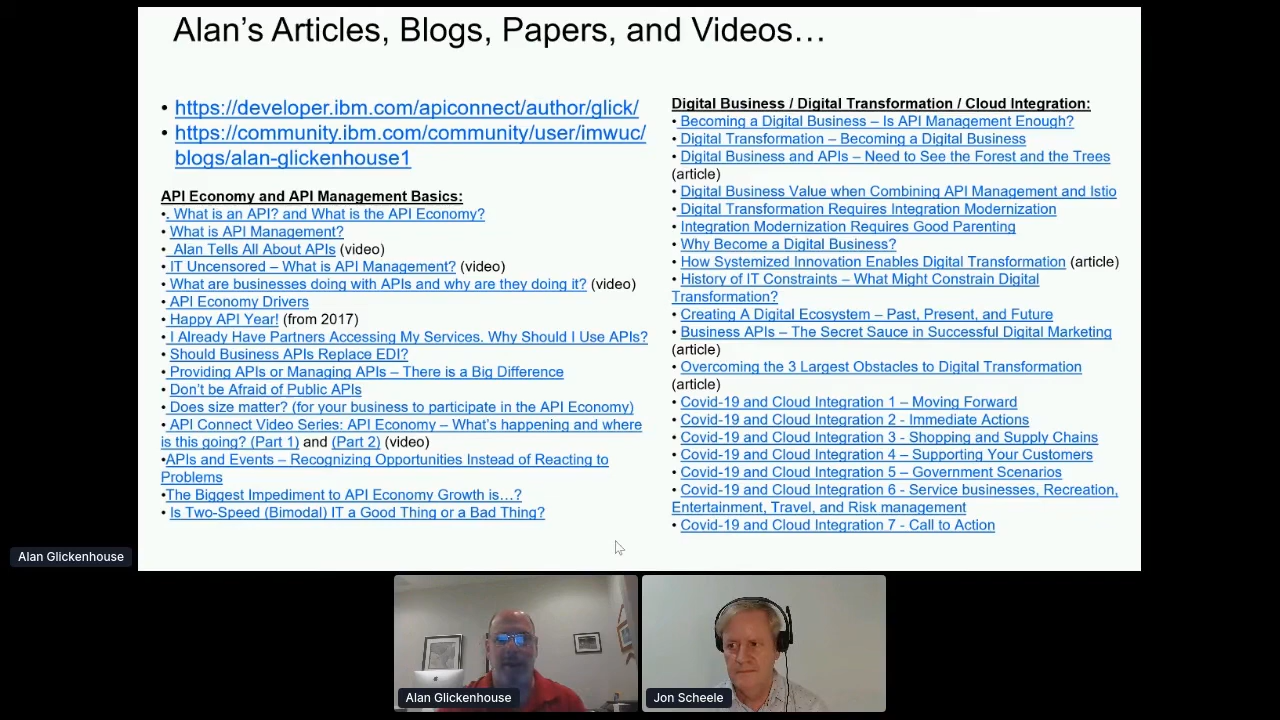 Alan's Articles, Blogs, Papers, and Videos…
• https://developer.ibm.com/apiconnect/author/glick/
• https://community.ibm.com/community/user/imwuc/
blogs/alan-glickenhouse1
API Economy and API Management Basics:
•. What is an API? and What is the API Economy?
• What is API Management?
• Alan Tells All About APIs (video)
• IT Uncensored – What is API Management? (video)
• What are businesses doing with APIs and why are they doing it? (video)
• API Economy Drivers
• Happy API Year! (from 2017)
• I Already Have Partners Accessing My Services. Why Should I Use APIs?
• Should Business APIs Replace EDI?
• Providing APIs or Managing APIs – There is a Big Difference
• Don't be Afraid of Public APIs
• Does size matter? (for your business to participate in the API Economy)
• API Connect Video Series: API Economy – What's happening and where
is this going? (Part 1) and (Part 2) (video)
•APIs and Events – Recognizing Opportunities Instead of Reacting to
Problems
•The Biggest Impediment to API Economy Growth is…?
• Is Two-Speed (Bimodal) IT a Good Thing or a Bad Thing?
Digital Business / Digital Transformation / Cloud Integration:
• Becoming a Digital Business – Is API Management Enough?
• Digital Transformation – Becoming a Digital Business
• Digital Business and APIs – Need to See the Forest and the Trees
(article)
• Digital Business Value when Combining API Management and Istio
• Digital Transformation Requires Integration Modernization
• Integration Modernization Requires Good Parenting
• Why Become a Digital Business?
• How Systemized Innovation Enables Digital Transformation (article)
• History of IT Constraints – What Might Constrain Digital
Transformation?
• Creating A Digital Ecosystem – Past, Present, and Future
• Business APIs – The Secret Sauce in Successful Digital Marketing
(article)
• Overcoming the 3 Largest Obstacles to Digital Transformation
(article)
• Covid-19 and Cloud Integration 1 – Moving Forward
• Covid-19 and Cloud Integration 2 - Immediate Actions
• Covid-19 and Cloud Integration 3 - Shopping and Supply Chains
• Covid-19 and Cloud Integration 4 – Supporting Your Customers
• Covid-19 and Cloud Integration 5 – Government Scenarios
• Covid-19 and Cloud Integration 6 - Service businesses, Recreation,
Entertainment, Travel, and Risk management
• Covid-19 and Cloud Integration 7 - Call to Action
Alan Glickenhouse
Alan Glickenhouse
Jon Scheele